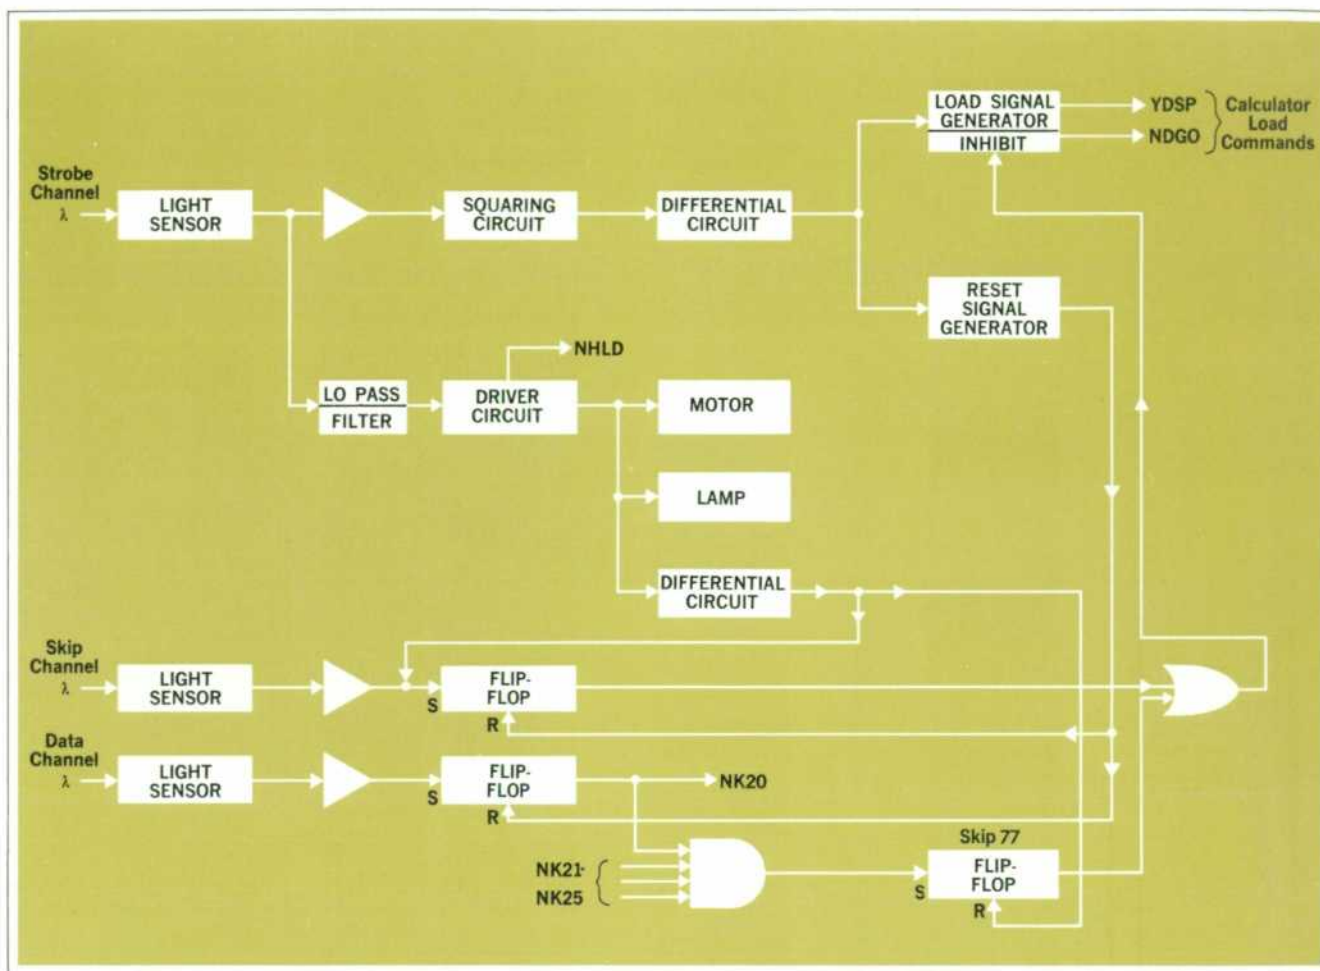 LOAD SIGNAL
GENERATOR
INHIBIT
YDSP
NDGO
Calculator
Load
Commands
Strobe
Channel
λ
LIGHT
SENSOR
SQUARING
CIRCUIT
DIFFERENTIAL
CIRCUIT
RESET
SIGNAL
GENERATOR
NHLD
LO PASS
FILTER
DRIVER
CIRCUIT
MOTOR
LAMP
DIFFERENTIAL
CIRCUIT
Skip
Channel
λ
LIGHT
SENSOR
S
FLIP-
FLOP
R
Data
Channel
λ
LIGHT
SENSOR
S
FLIP-
FLOP
R
NK20
NK21-
NK25
Skip 77
S
FLIP-
FLOP
R